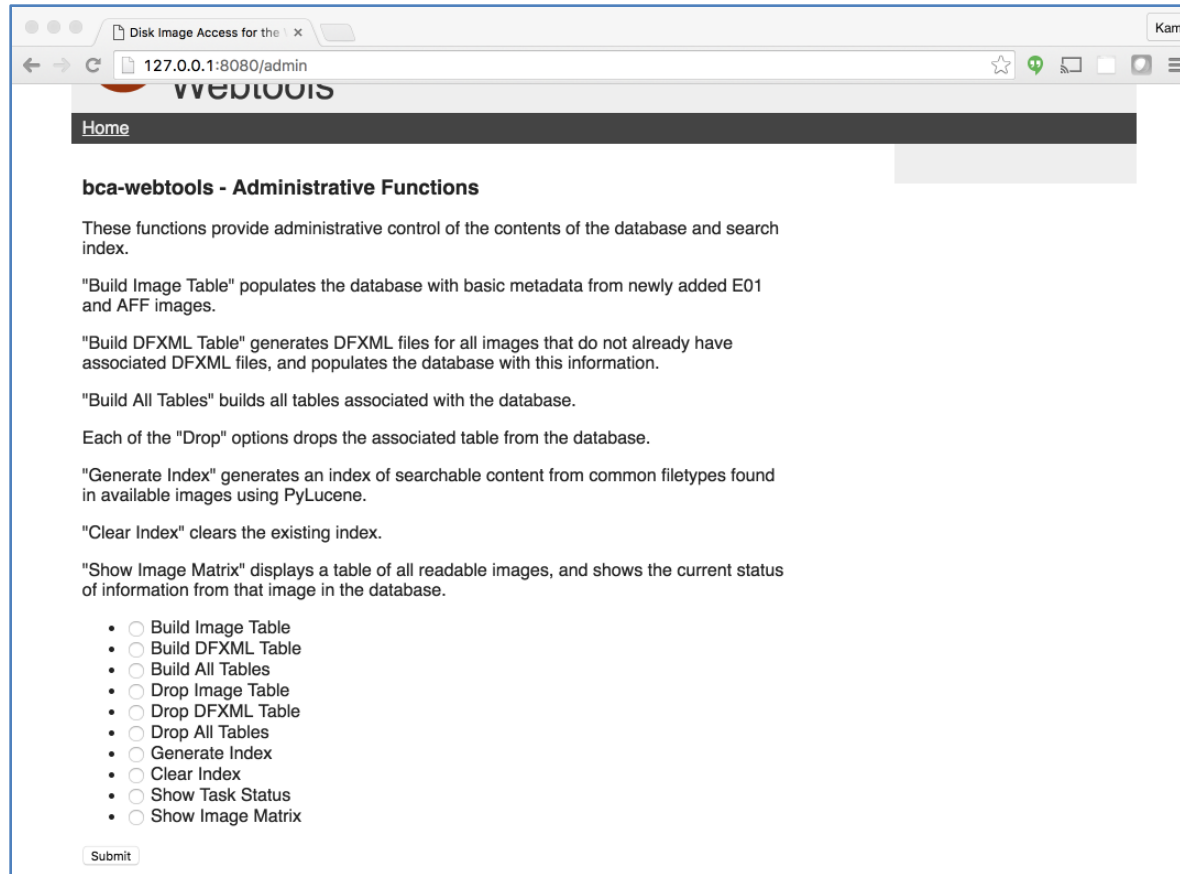 Disk Image Access for the
Kam
127.0.0.1:8080/admin
Webtools
Home
bca-webtools - Administrative Functions
These functions provide administrative control of the contents of the database and search
index.
"Build Image Table" populates the database with basic metadata from newly added E01
and AFF images.
"Build DFXML Table" generates DFXML files for all images that do not already have
associated DFXML files, and populates the database with this information.
"Build All Tables" builds all tables associated with the database.
Each of the "Drop" options drops the associated table from the database.
"Generate Index" generates an index of searchable content from common filetypes found
in available images using PyLucene.
"Clear Index" clears the existing index.
"Show Image Matrix" displays a table of all readable images, and shows the current status
of information from that image in the database.
Build Image Table
Build DFXML Table
Build All Tables
Drop Image Table
Drop DFXML Table
Drop All Tables
Generate Index
Clear Index
Show Task Status
Show Image Matrix
Submit